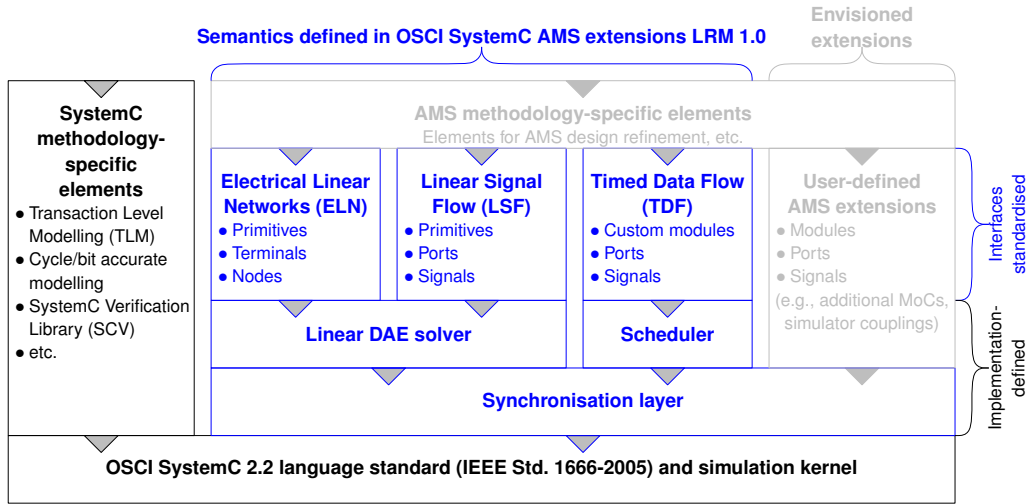 Envisioned
extensions
Semantics defined in OSCI SystemC AMS extensions LRM 1.0
SystemC
methodology-
specific
elements
● Transaction Level
Modelling (TLM)
● Cycle/bit accurate
modelling
● SystemC Verification
Library (SCV)
● etc.
AMS methodology-specific elements
Elements for AMS design refinement, etc.
Electrical Linear
Networks (ELN)
● Primitives
● Terminals
● Nodes
Linear Signal
Flow (LSF)
● Primitives
● Ports
● Signals
Timed Data Flow
(TDF)
● Custom modules
● Ports
● Signals
User-defined
AMS extensions
● Modules
● Ports
● Signals
(e.g., additional MoCs,
simulator couplings)
Interfaces
standardised
Linear DAE solver
Scheduler
Implementation-
defined
Synchronisation layer
OSCI SystemC 2.2 language standard (IEEE Std. 1666-2005) and simulation kernel